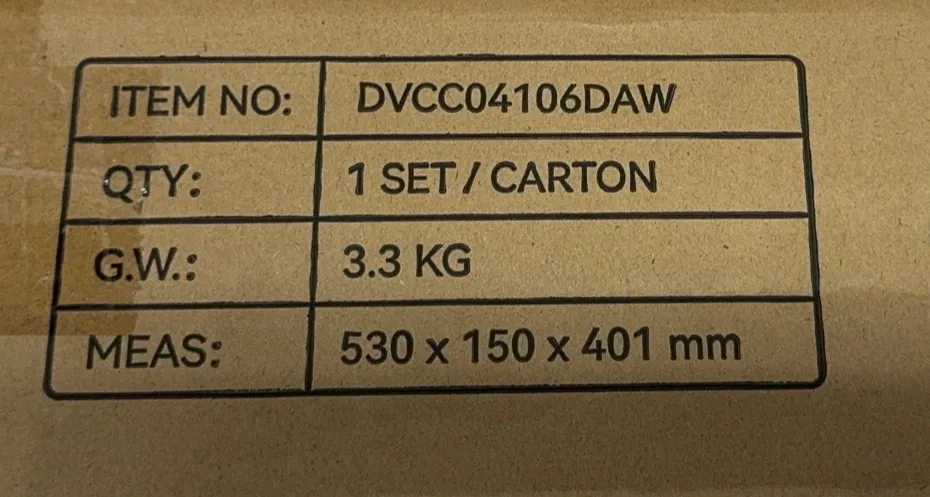 ITEM NO: DVCC04106DAW
QTY: 1 SET / CARTON
G.W.: 3.3 KG
MEAS: 530 x 150 x 401 mm